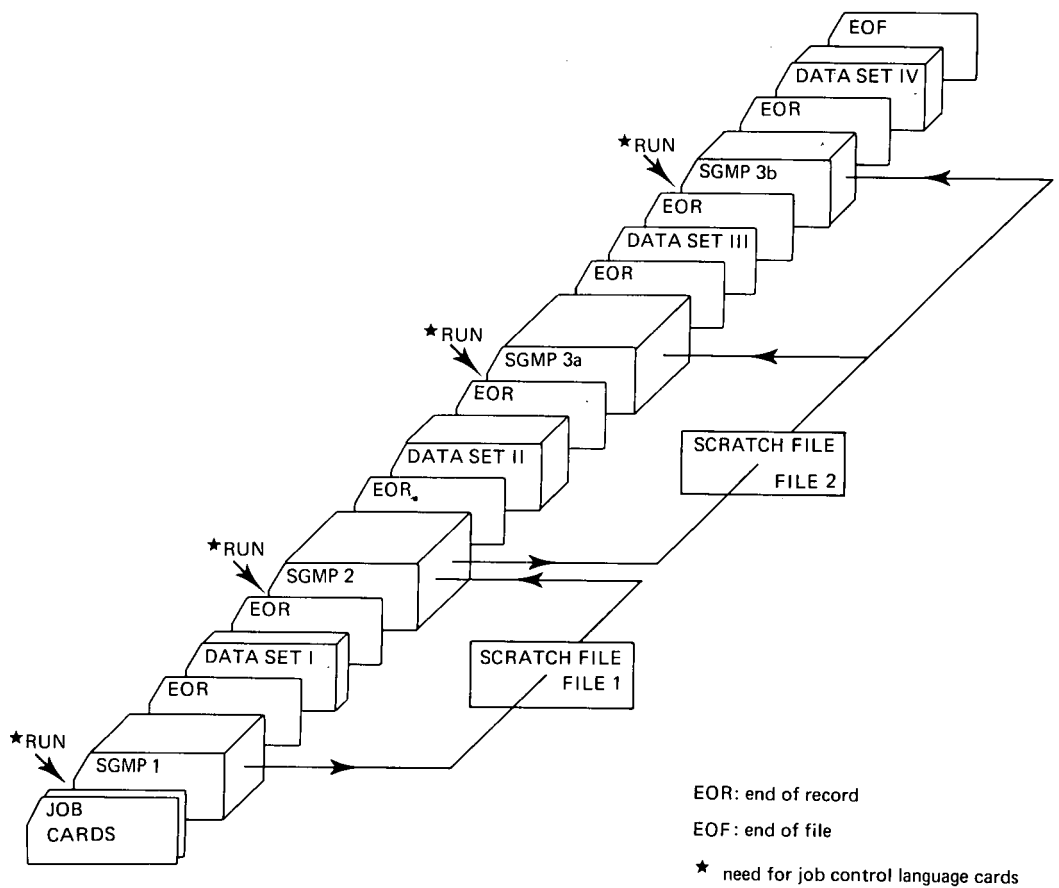 EOF
DATA SET IV
EOR
★RUN
SGMP 3b
EOR
DATA SET III
EOR
★RUN
SGMP 3a
EOR
SCRATCH FILE
FILE 2
DATA SET II
EOR
★RUN
SGMP 2
EOR
SCRATCH FILE
FILE 1
DATA SET I
EOR
★RUN
SGMP 1
JOB
CARDS
EOR: end of record
EOF: end of file
★ need for job control language cards